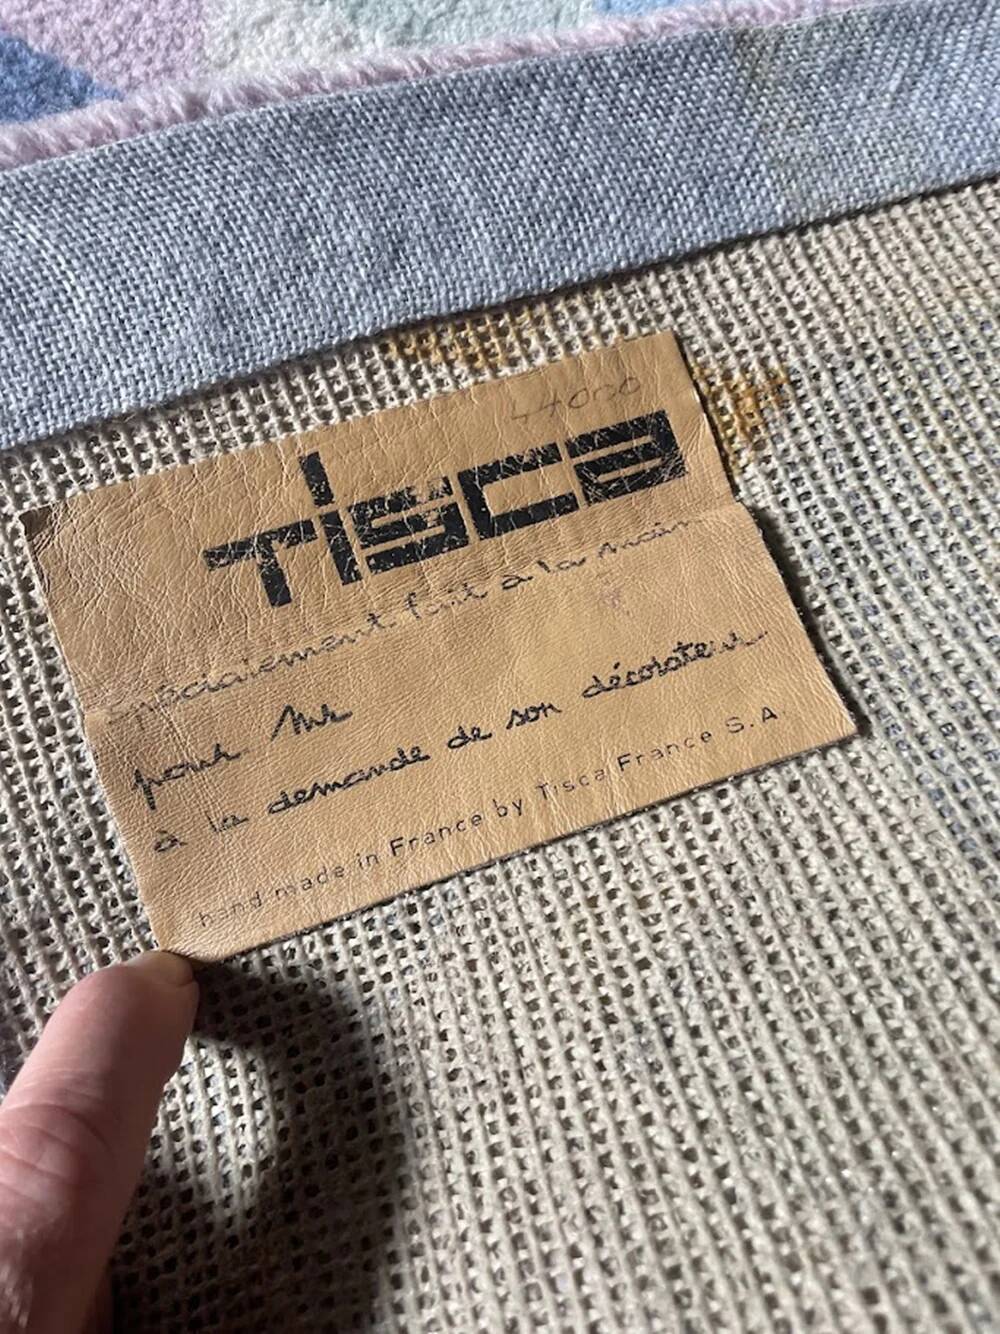 44000
Tisca
spécialement fait à la main
pour Mr
à la demande de son décorateur
hand made in France by Tisca France S.A.